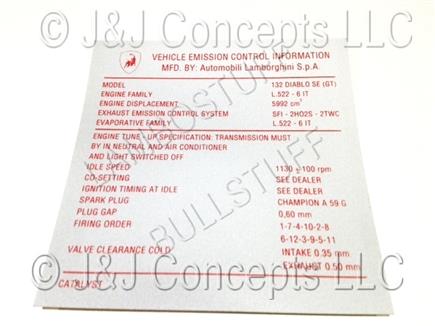 © J&J Concepts LLC
VEHICLE EMISSION CONTROL INFORMATION
MFD. BY: Automobili Lamborghini S.p.A.
MODEL 132 DIABLO SE (GT)
ENGINE FAMILY L.522 - 6 IT
ENGINE DISPLACEMENT 5992 cm³
EXHAUST EMISSION CONTROL SYSTEM SFI - 2HO2S - 2TWC
EVAPORATIVE FAMILY L.522 - 6 IT
LAMBOSTUFF
ENGINE TUNE - UP SPECIFICATION: TRANSMISSION MUST
BY IN NEUTRAL AND AIR CONDITIONER
AND LIGHT SWITCHED OFF
IDLE SPEED 1130 ± 100 rpm
CO-SETTING SEE DEALER
IGNITION TIMING AT IDLE SEE DEALER
SPARK PLUG CHAMPION A 59 G
PLUG GAP 0,60 mm
FIRING ORDER 1-7-4-10-2-8
6-12-3-9-5-11
BULLSTUFF
VALVE CLEARANCE COLD INTAKE 0.35 mm
EXHAUST 0.50 mm
© J&J Concepts LLC
CATALYST